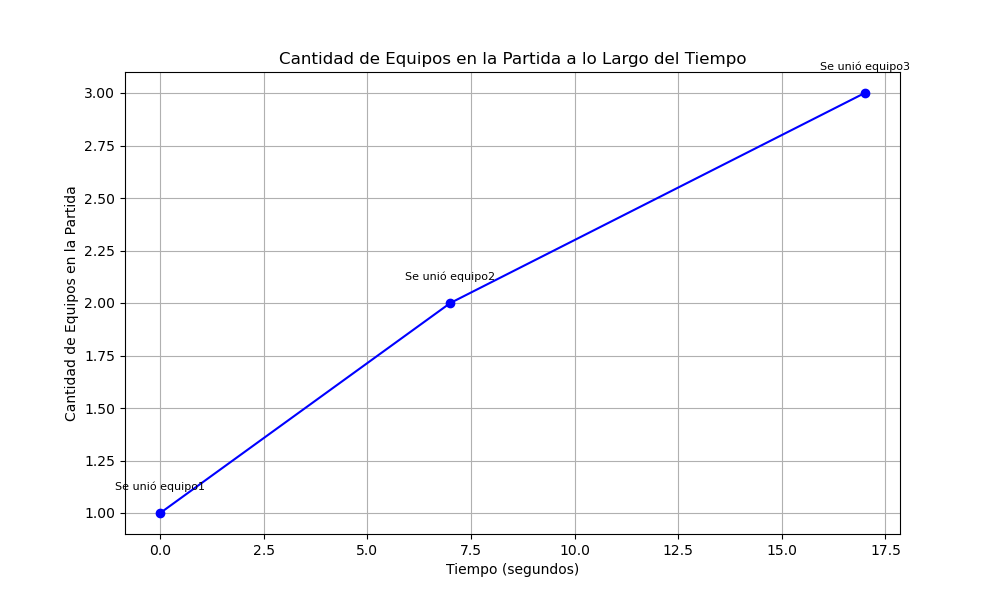 Cantidad de Equipos en la Partida a lo Largo del Tiempo
Se unió equipo3
3.00
2.75
2.50
2.25
Se unió equipo2
2.00
1.75
1.50
1.25
Se unió equipo1
1.00
Cantidad de Equipos en la Partida
0.0 2.5 5.0 7.5 10.0 12.5 15.0 17.5
Tiempo (segundos)